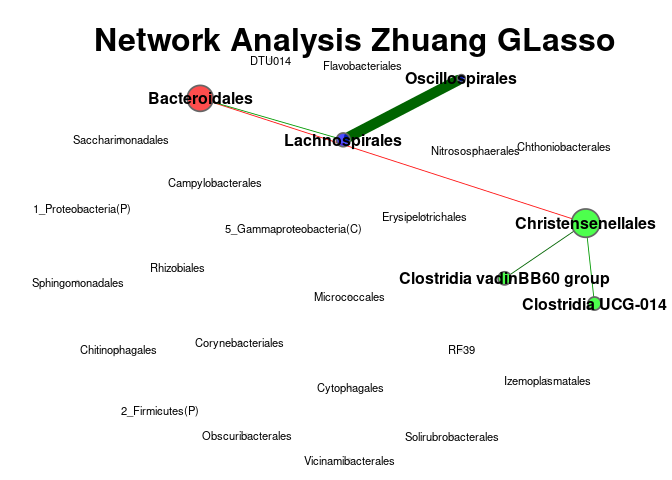 Network Analysis Zhuang GLasso
DTU014
Flavobacteriales
Oscillospirales
Bacteroidales
Saccharimonadales
Lachnospirales
Nitrososphaerales
Chthoniobacterales
Campylobacterales
1_Proteobacteria(P)
Erysipelotrichales
5_Gammaproteobacteria(C)
Christensenellales
Rhizobiales
Clostridia vadinBB60 group
Sphingomonadales
Micrococcales
Clostridia UCG-014
Corynebacteriales
Chitinophagales
RF39
Izemoplasmatales
Cytophagales
2_Firmicutes(P)
Obscuribacterales
Solirubrobacterales
Vicinamibacterales